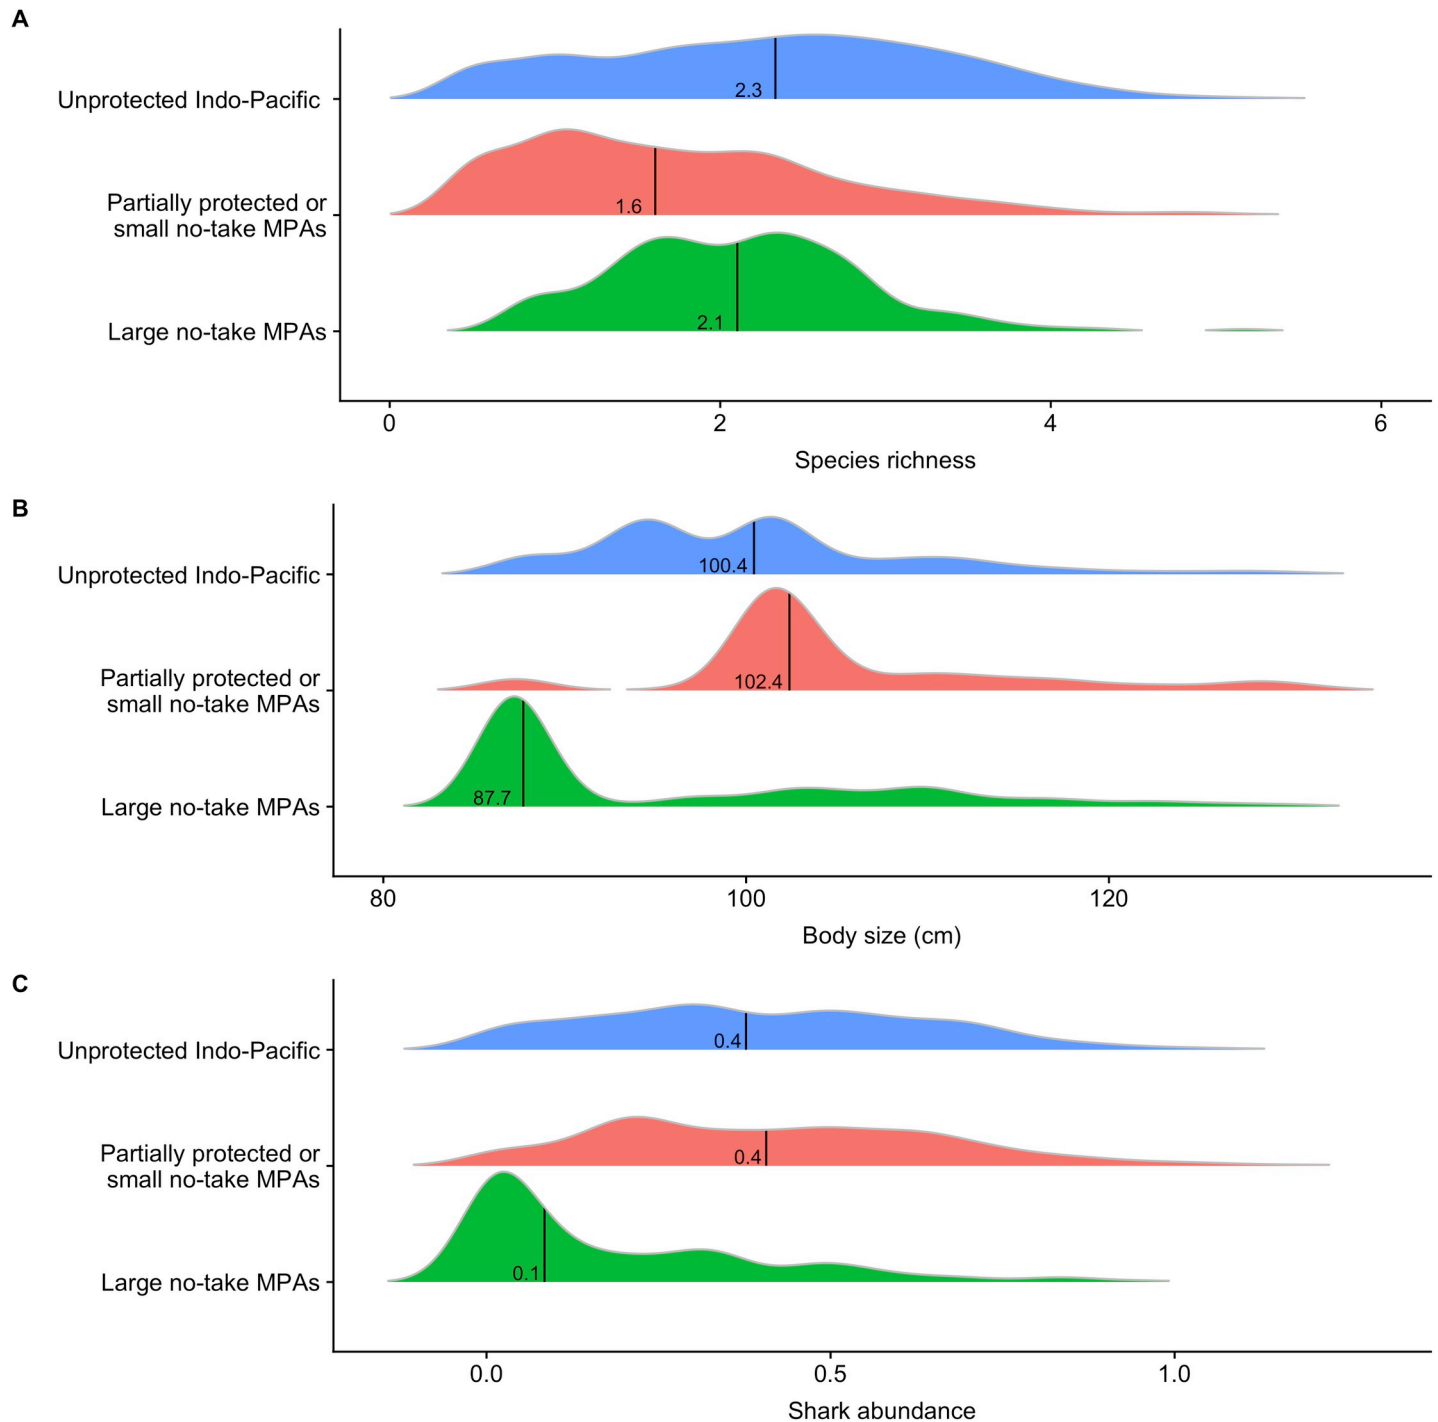 A
Unprotected Indo-Pacific
2.3
Partially protected or
small no-take MPAs
1.6
Large no-take MPAs
2.1
0 2 4 6
Species richness
B
Unprotected Indo-Pacific
100.4
Partially protected or
small no-take MPAs
102.4
Large no-take MPAs
87.7
80 100 120
Body size (cm)
C
Unprotected Indo-Pacific
0.4
Partially protected or
small no-take MPAs
0.4
Large no-take MPAs
0.1
0.0 0.5 1.0
Shark abundance